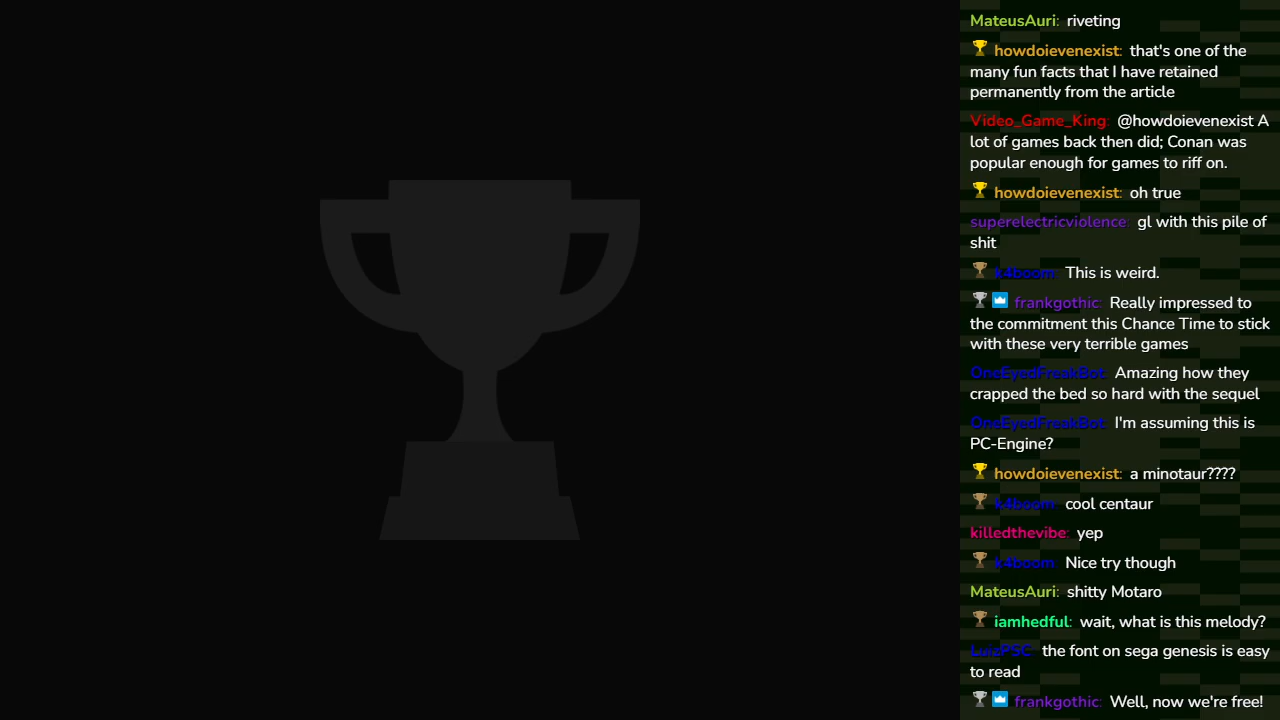 MateusAuri: riveting
howdoievenexist: that's one of the
many fun facts that I have retained
permanently from the article
Video_Game_King: @howdoievenexist A
lot of games back then did; Conan was
popular enough for games to riff on.
howdoievenexist: oh true
superelectricviolence: gl with this pile of
shit
k4boom: This is weird.
frankgothic: Really impressed to
the commitment this Chance Time to stick
with these very terrible games
OneEyedFreakBot: Amazing how they
crapped the bed so hard with the sequel
OneEyedFreakBot: I'm assuming this is
PC-Engine?
howdoievenexist: a minotaur????
k4boom: cool centaur
killedthevibe: yep
k4boom: Nice try though
MateusAuri: shitty Motaro
iamhedful: wait, what is this melody?
LuizPSC: the font on sega genesis is easy
to read
frankgothic: Well, now we're free!